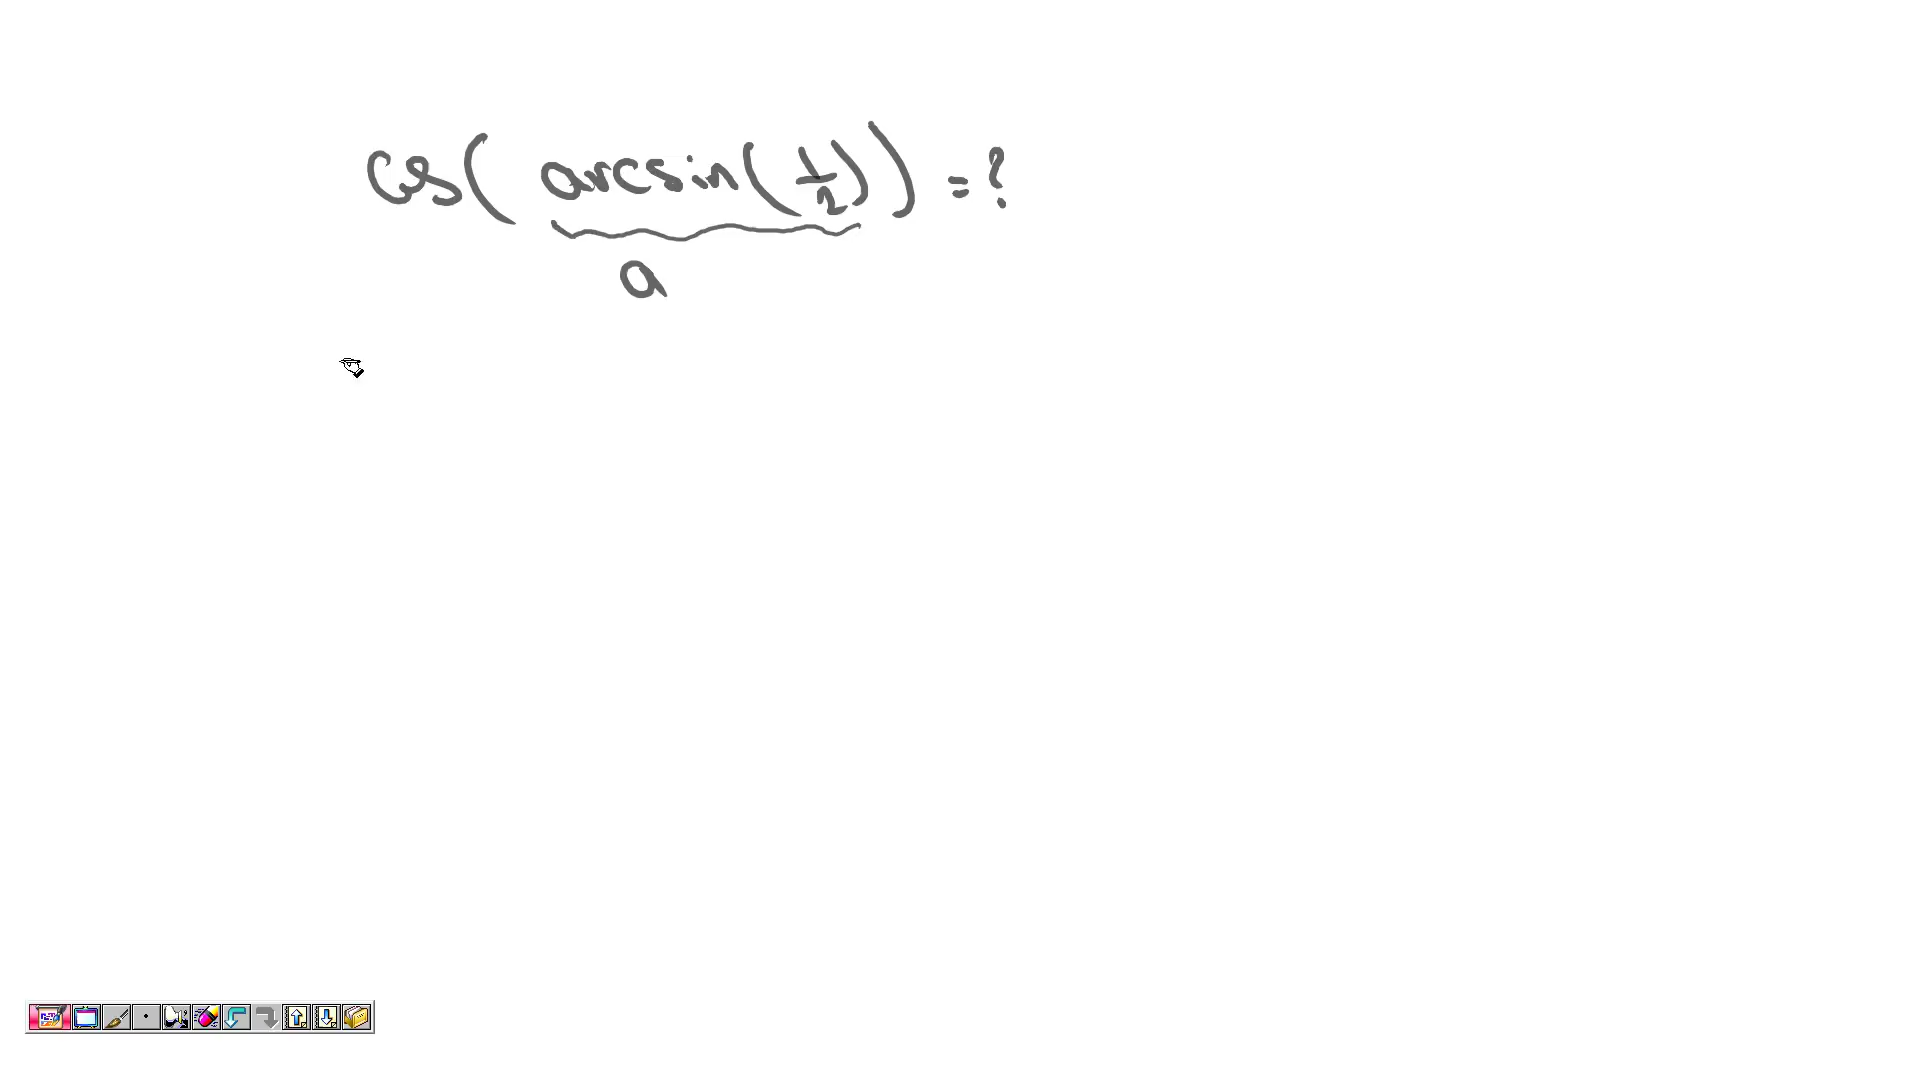 cos( arcsin( 1/2 ) ) = ?
a